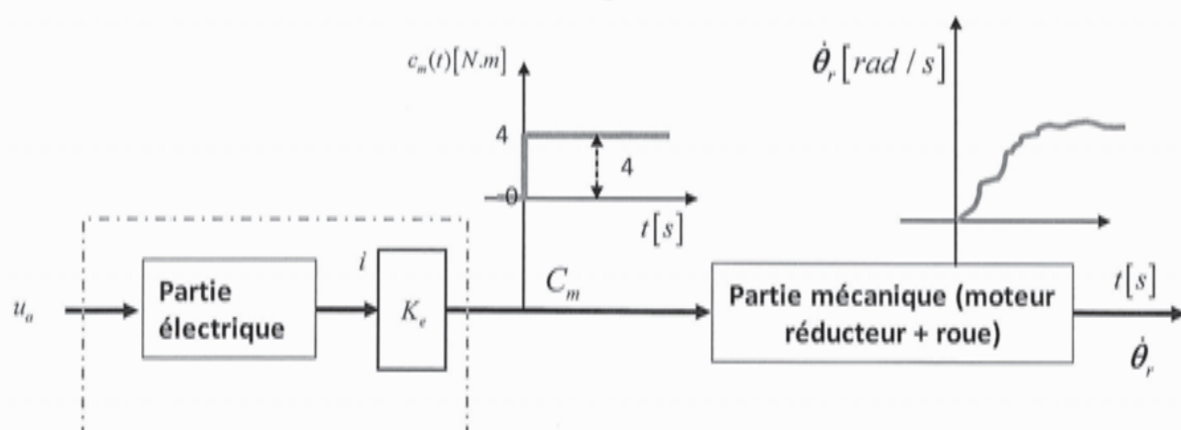 c_m(t)[N.m]
4
4
0
t[s]
θ̇_r[rad / s]
t[s]
u_a
Partie
électrique
i
K_e
C_m
Partie mécanique (moteur
réducteur + roue)
θ̇_r